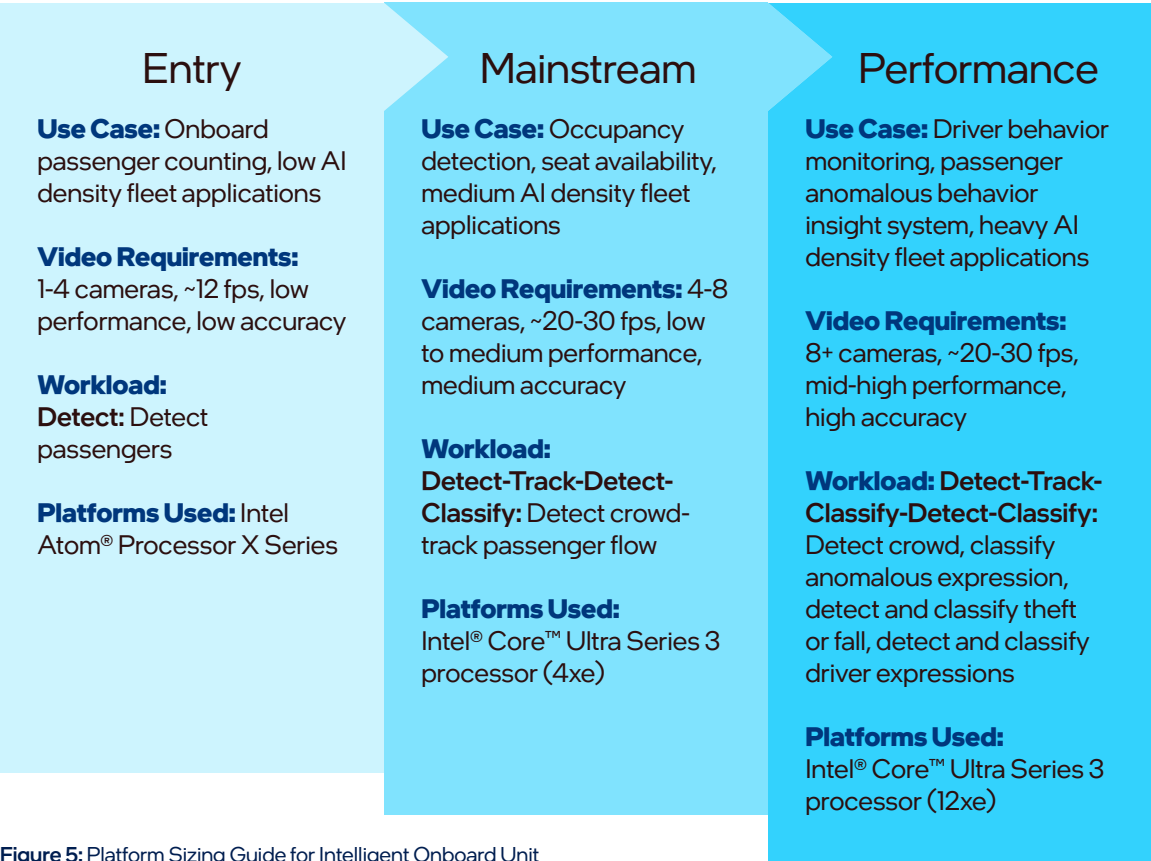 Entry
Use Case: Onboard
passenger counting, low AI
density fleet applications
Video Requirements:
1-4 cameras, ~12 fps, low
performance, low accuracy
Workload:
Detect: Detect
passengers
Platforms Used: Intel
Atom® Processor X Series
Mainstream
Use Case: Occupancy
detection, seat availability,
medium AI density fleet
applications
Video Requirements: 4-8
cameras, ~20-30 fps, low
to medium performance,
medium accuracy
Workload:
Detect-Track-Detect-
Classify: Detect crowd-
track passenger flow
Platforms Used:
Intel® Core™ Ultra Series 3
processor (4xe)
Performance
Use Case: Driver behavior
monitoring, passenger
anomalous behavior
insight system, heavy AI
density fleet applications
Video Requirements:
8+ cameras, ~20-30 fps,
mid-high performance,
high accuracy
Workload: Detect-Track-
Classify-Detect-Classify:
Detect crowd, classify
anomalous expression,
detect and classify theft
or fall, detect and classify
driver expressions
Platforms Used:
Intel® Core™ Ultra Series 3
processor (12xe)
Figure 5: Platform Sizing Guide for Intelligent Onboard Unit